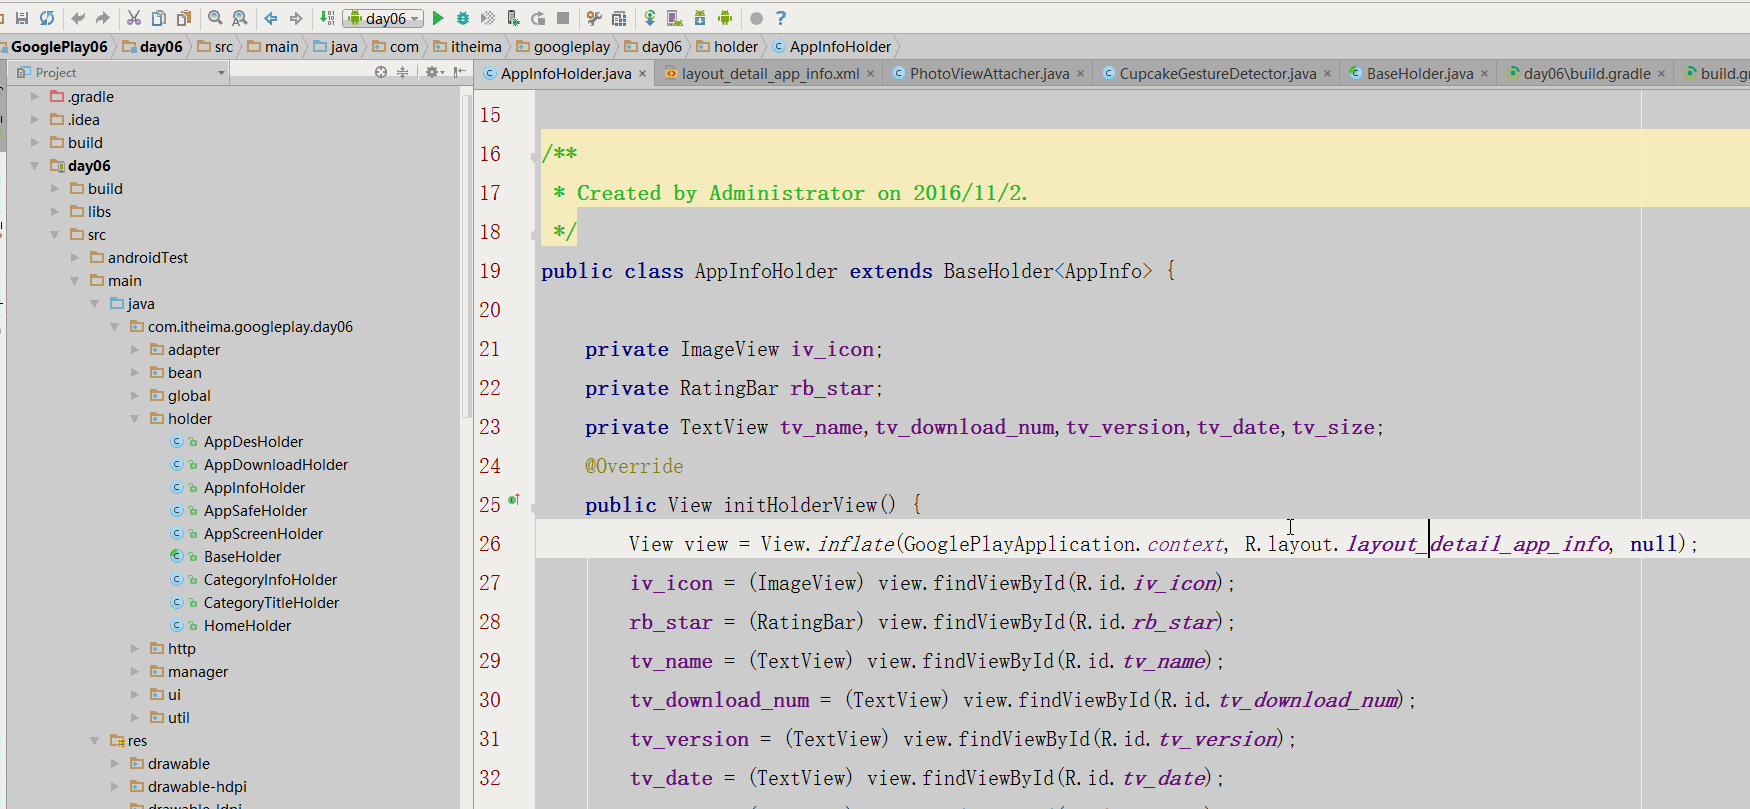 day06
GooglePlay06 day06 src main java com itheima googleplay day06 holder AppInfoHolder
Project
AppInfoHolder.java layout_detail_app_info.xml PhotoViewAttacher.java CupcakeGestureDetector.java BaseHolder.java day06\build.gradle build.gr
.gradle
.idea
build
day06
build
libs
src
androidTest
main
java
com.itheima.googleplay.day06
adapter
bean
global
holder
AppDesHolder
AppDownloadHolder
AppInfoHolder
AppSafeHolder
AppScreenHolder
BaseHolder
CategoryInfoHolder
CategoryTitleHolder
HomeHolder
http
manager
ui
util
res
drawable
drawable-hdpi
drawable-ldpi
15
16 /**
17 * Created by Administrator on 2016/11/2.
18 */
19 public class AppInfoHolder extends BaseHolder<AppInfo> {
20
21 private ImageView iv_icon;
22 private RatingBar rb_star;
23 private TextView tv_name,tv_download_num,tv_version,tv_date,tv_size;
24 @Override
25 public View initHolderView() {
26 View view = View.inflate(GooglePlayApplication.context, R.layout.layout_detail_app_info, null);
27 iv_icon = (ImageView) view.findViewById(R.id.iv_icon);
28 rb_star = (RatingBar) view.findViewById(R.id.rb_star);
29 tv_name = (TextView) view.findViewById(R.id.tv_name);
30 tv_download_num = (TextView) view.findViewById(R.id.tv_download_num);
31 tv_version = (TextView) view.findViewById(R.id.tv_version);
32 tv_date = (TextView) view.findViewById(R.id.tv_date);